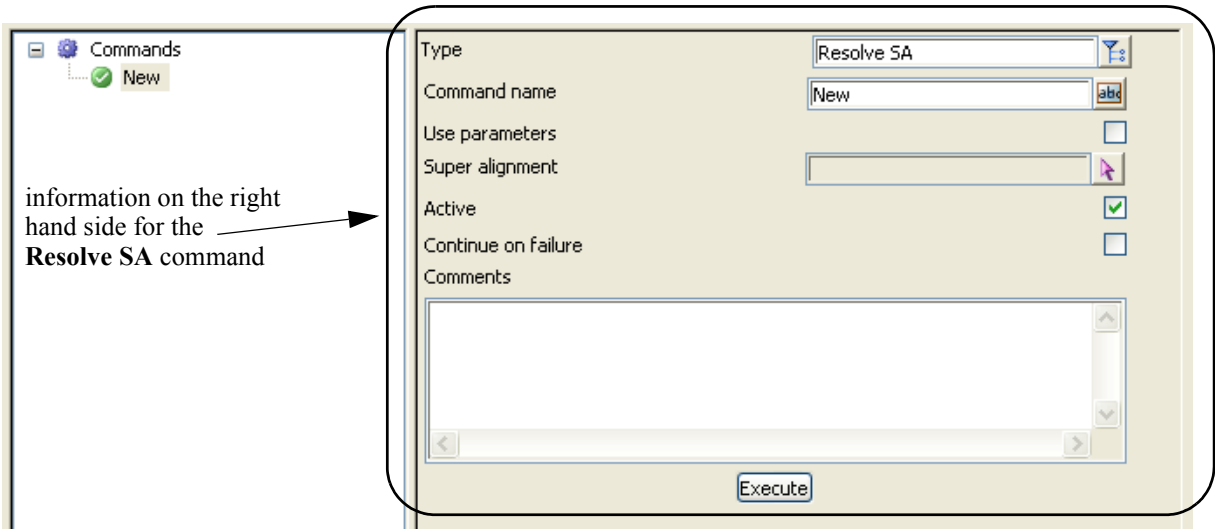 Commands
New
information on the right
hand side for the
Resolve SA command
Type
Resolve SA
Command name
New
abc
Use parameters
Super alignment
Active
Continue on failure
Comments
Execute